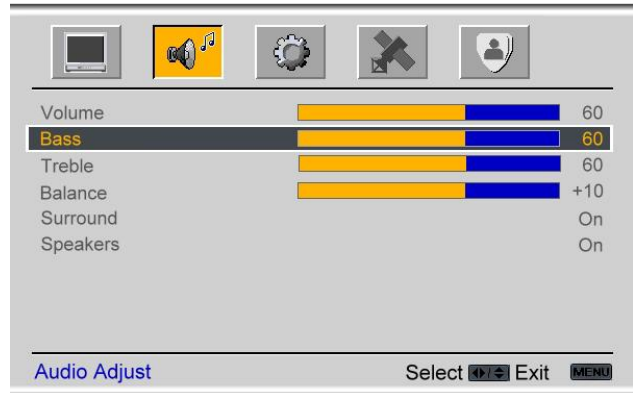 Volume 60
Bass 60
Treble 60
Balance +10
Surround On
Speakers On
Audio Adjust Select Exit MENU